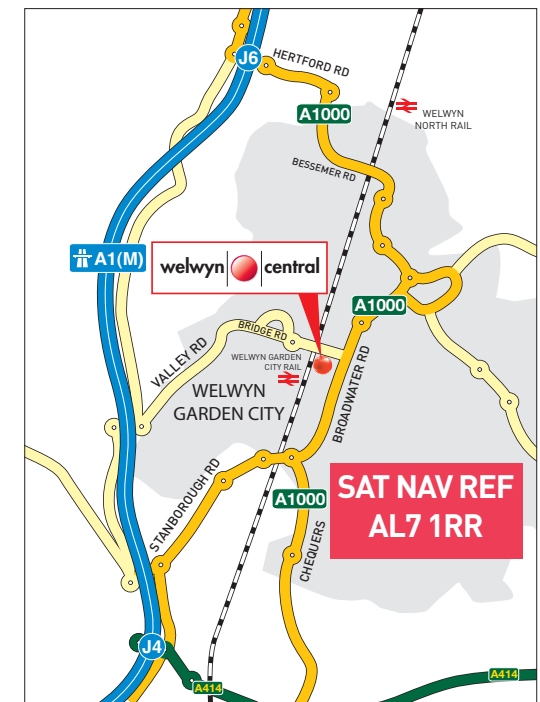 J6
HERTFORD RD
A1000
WELWYN
NORTH RAIL
BESSEMER RD
A1(M)
welwyn central
A1000
BRIDGE RD
VALLEY RD
WELWYN GARDEN
CITY RAIL
BROADWATER RD
WELWYN
GARDEN CITY
STANBOROUGH RD
A1000
SAT NAV REF
AL7 1RR
CHEQUERS
J4
A414
A414